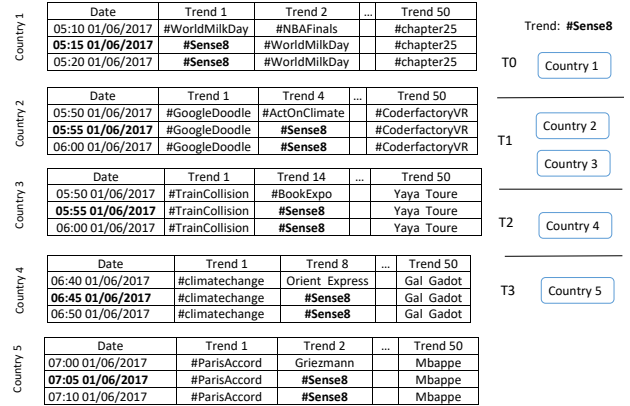 Country 1
Date Trend 1 Trend 2 ... Trend 50
05:10 01/06/2017 #WorldMilkDay #NBAFinals #chapter25
05:15 01/06/2017 #Sense8 #WorldMilkDay #chapter25
05:20 01/06/2017 #Sense8 #WorldMilkDay #chapter25
Country 2
Date Trend 1 Trend 4 ... Trend 50
05:50 01/06/2017 #GoogleDoodle #ActOnClimate #CoderfactoryVR
05:55 01/06/2017 #GoogleDoodle #Sense8 #CoderfactoryVR
06:00 01/06/2017 #GoogleDoodle #Sense8 #CoderfactoryVR
Country 3
Date Trend 1 Trend 14 ... Trend 50
05:50 01/06/2017 #TrainCollision #BookExpo Yaya Toure
05:55 01/06/2017 #TrainCollision #Sense8 Yaya Toure
06:00 01/06/2017 #TrainCollision #Sense8 Yaya Toure
Country 4
Date Trend 1 Trend 8 ... Trend 50
06:40 01/06/2017 #climatechange Orient Express Gal Gadot
06:45 01/06/2017 #climatechange #Sense8 Gal Gadot
06:50 01/06/2017 #climatechange #Sense8 Gal Gadot
Country 5
Date Trend 1 Trend 2 ... Trend 50
07:00 01/06/2017 #ParisAccord Griezmann Mbappe
07:05 01/06/2017 #ParisAccord #Sense8 Mbappe
07:10 01/06/2017 #ParisAccord #Sense8 Mbappe
Trend: #Sense8
T0 Country 1
T1 Country 2
Country 3
T2 Country 4
T3 Country 5